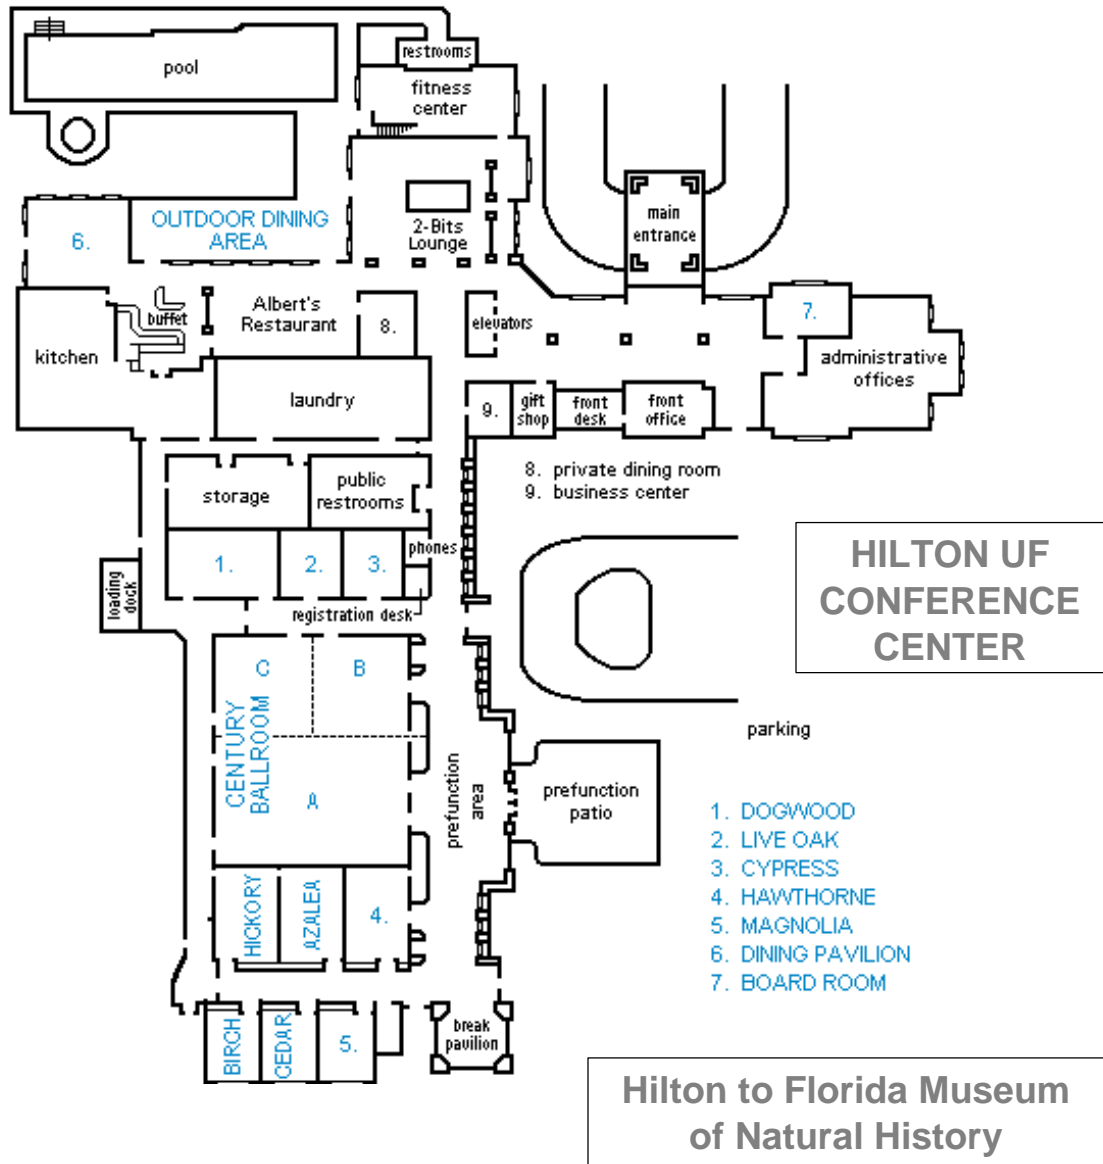 restrooms
pool
fitness
center
main
entrance
OUTDOOR DINING
AREA
6.
2-Bits
Lounge
Albert's
Restaurant
buffet
8.
elevators
7.
kitchen
administrative
offices
laundry
9.
gift
shop
front
desk
front
office
8. private dining room
9. business center
storage
public
restrooms
phones
1.
2.
3.
loading
dock
registration desk
HILTON UF
CONFERENCE
CENTER
C
B
CENTURY
BALLROOM
A
prefunction
area
parking
prefunction
patio
1. DOGWOOD
2. LIVE OAK
3. CYPRESS
4. HAWTHORNE
5. MAGNOLIA
6. DINING PAVILION
7. BOARD ROOM
HICKORY
AZALEA
4.
BIRCH
CEDAR
5.
break
pavilion
Hilton to Florida Museum
of Natural History